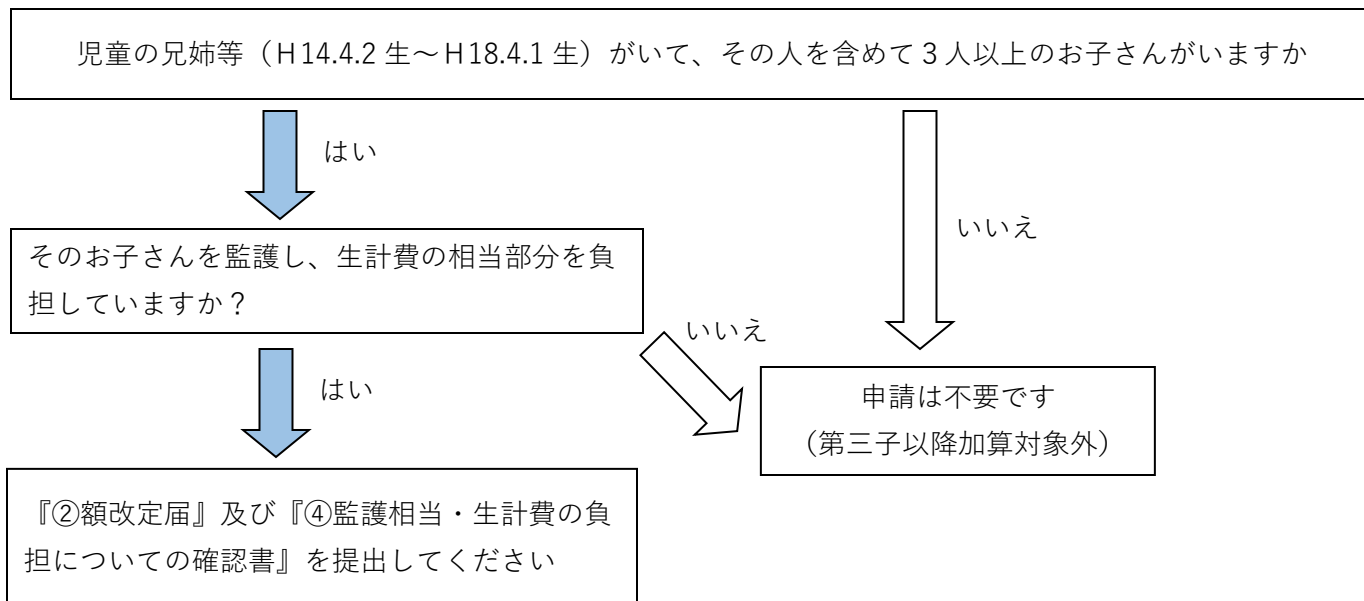 児童の兄姉等（Ｈ14.4.2 生～Ｈ18.4.1 生）がいて、その人を含めて３人以上のお子さんがいますか
はい
いいえ
そのお子さんを監護し、生計費の相当部分を負
担していますか？
いいえ
はい
申請は不要です
（第三子以降加算対象外）
『②額改定届』及び『④監護相当・生計費の負
担についての確認書』を提出してください